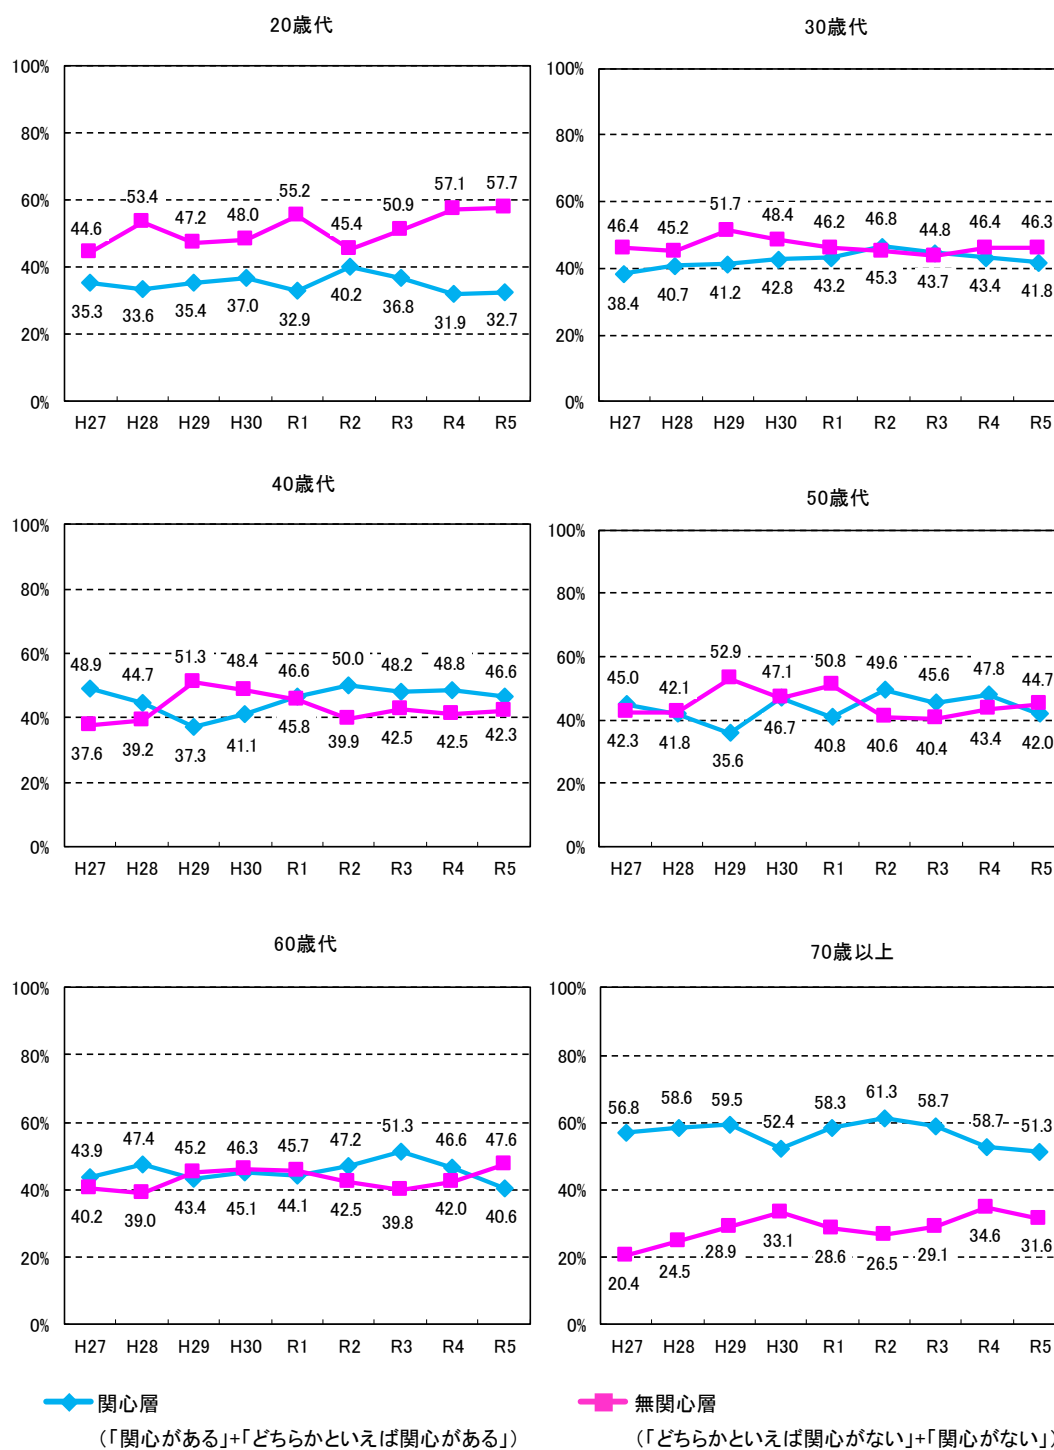 20歳代
100%
80%
60%
40%
20%
0%
44.6 53.4 47.2 48.0 55.2 45.4 50.9 57.1 57.7
35.3 33.6 35.4 37.0 32.9 40.2 36.8 31.9 32.7
H27 H28 H29 H30 R1 R2 R3 R4 R5
30歳代
100%
80%
60%
40%
20%
0%
46.4 45.2 51.7 48.4 46.2 46.8 44.8 46.4 46.3
38.4 40.7 41.2 42.8 43.2 45.3 43.7 43.4 41.8
H27 H28 H29 H30 R1 R2 R3 R4 R5
40歳代
100%
80%
60%
40%
20%
0%
48.9 44.7 51.3 48.4 46.6 50.0 48.2 48.8 46.6
37.6 39.2 37.3 41.1 45.8 39.9 42.5 42.5 42.3
H27 H28 H29 H30 R1 R2 R3 R4 R5
50歳代
100%
80%
60%
40%
20%
0%
45.0 42.1 52.9 47.1 50.8 49.6 45.6 47.8 44.7
42.3 41.8 35.6 46.7 40.8 40.6 40.4 43.4 42.0
H27 H28 H29 H30 R1 R2 R3 R4 R5
60歳代
100%
80%
60%
40%
20%
0%
43.9 47.4 45.2 46.3 45.7 47.2 51.3 46.6 47.6
40.2 39.0 43.4 45.1 44.1 42.5 39.8 42.0 40.6
H27 H28 H29 H30 R1 R2 R3 R4 R5
70歳以上
100%
80%
60%
40%
20%
0%
56.8 58.6 59.5 52.4 58.3 61.3 58.7 58.7 51.3
20.4 24.5 28.9 33.1 28.6 26.5 29.1 34.6 31.6
H27 H28 H29 H30 R1 R2 R3 R4 R5
関心層
(「関心がある」+「どちらかといえば関心がある」)
無関心層
(「どちらかといえば関心がない」+「関心がない」)